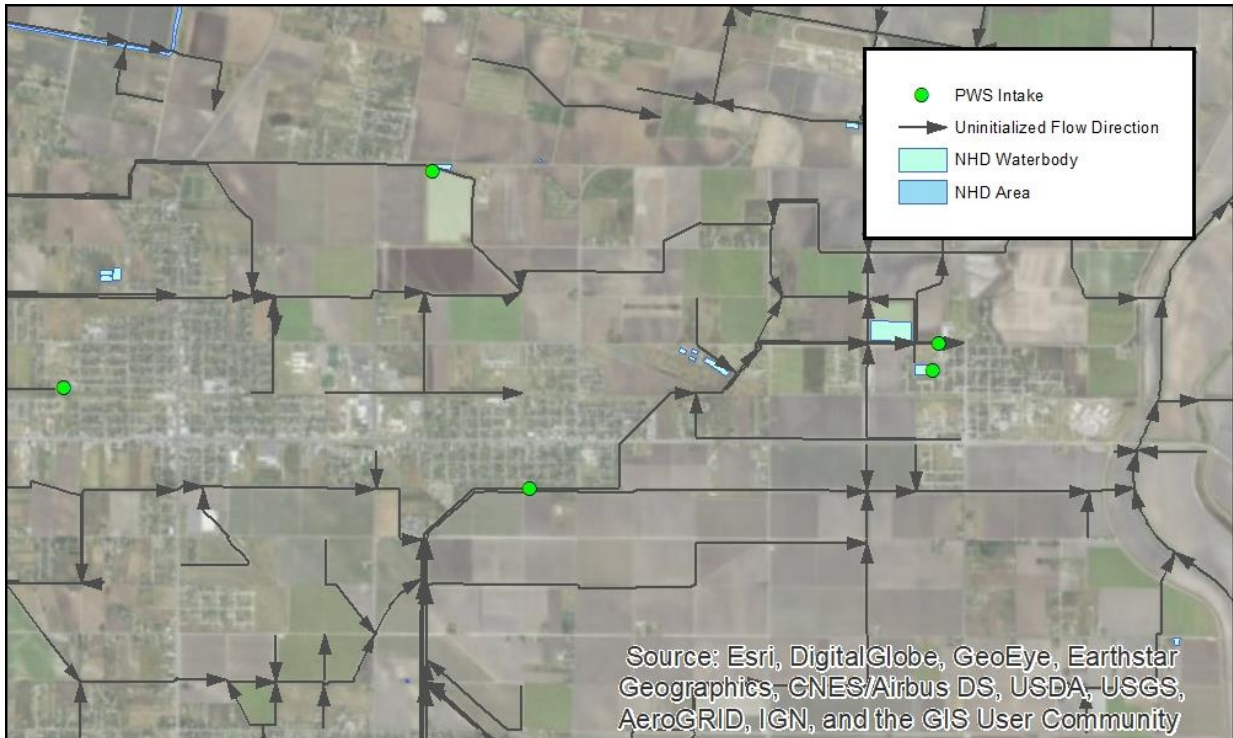 PWS Intake
Uninitialized Flow Direction
NHD Waterbody
NHD Area
Source: Esri, DigitalGlobe, GeoEye, Earthstar
Geographics, CNES/Airbus DS, USDA, USGS,
AeroGRID, IGN, and the GIS User Community